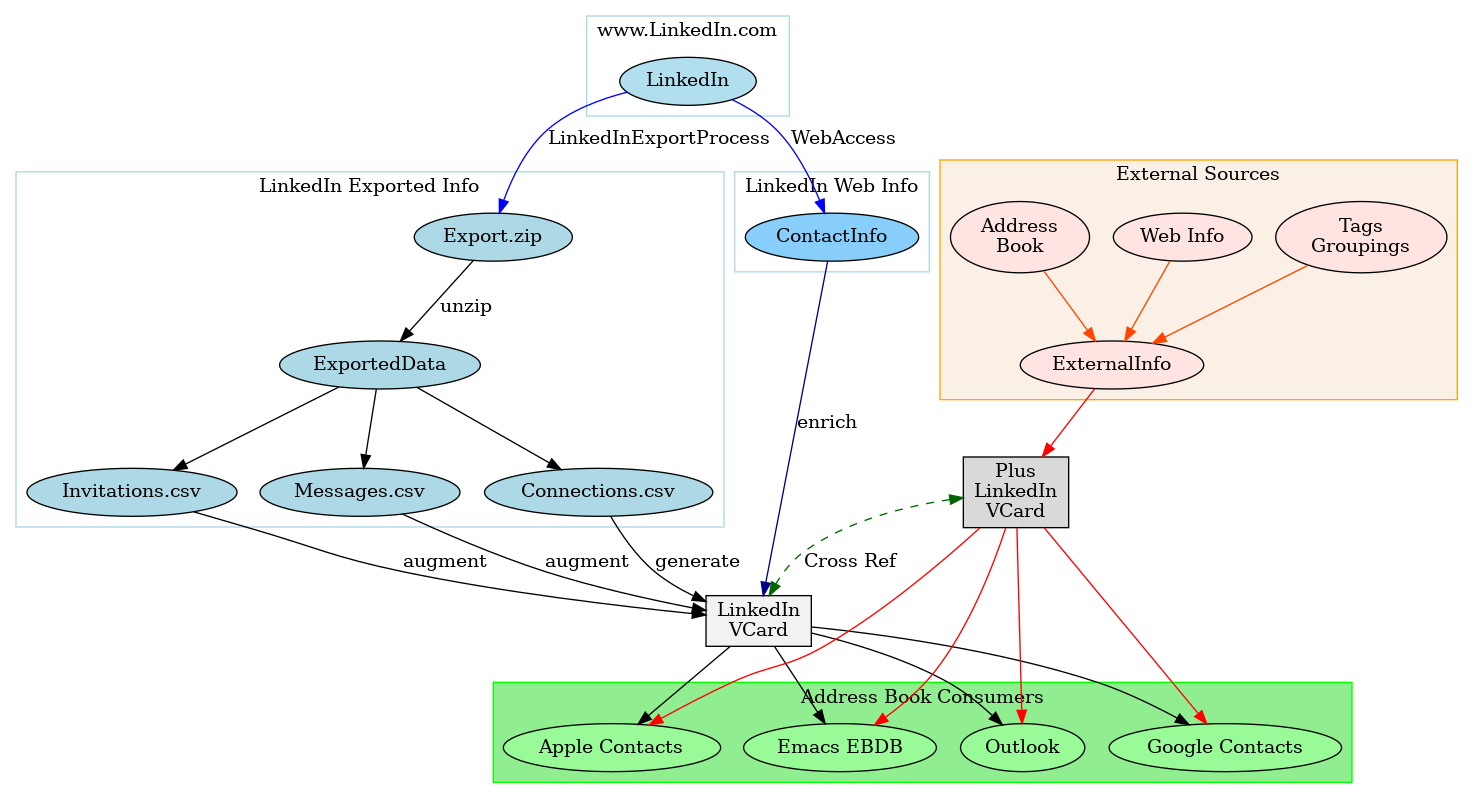 www.LinkedIn.com
LinkedIn
LinkedInExportProcess
WebAccess
LinkedIn Exported Info
LinkedIn Web Info
External Sources
Export.zip
ContactInfo
Address
Book
Web Info
Tags
Groupings
unzip
ExportedData
ExternalInfo
enrich
Invitations.csv
Messages.csv
Connections.csv
Plus
LinkedIn
VCard
augment
augment
generate
Cross Ref
LinkedIn
VCard
Address Book Consumers
Apple Contacts
Emacs EBDB
Outlook
Google Contacts